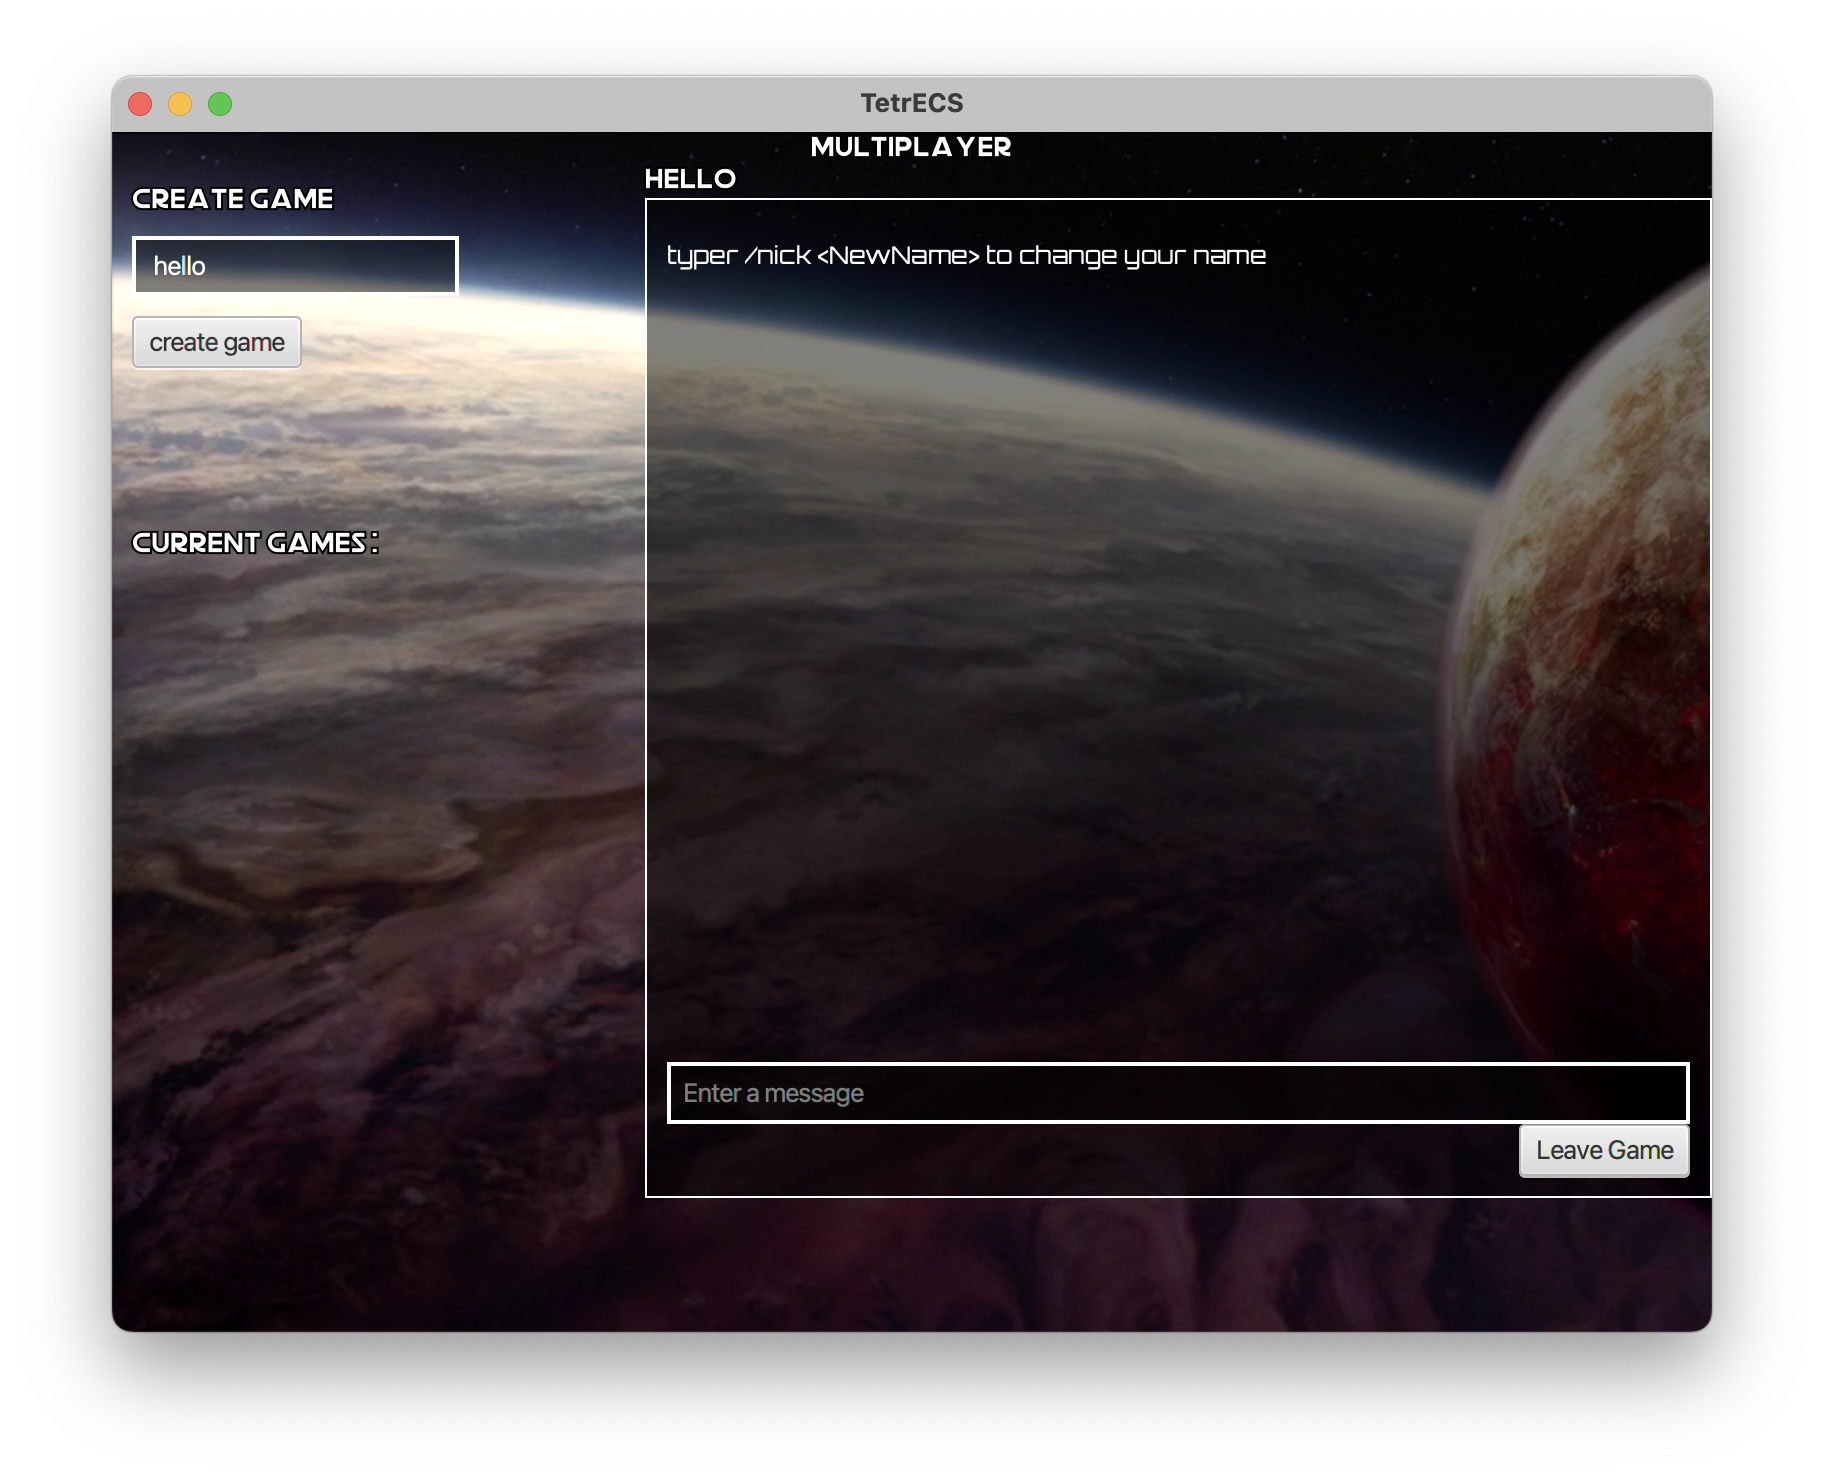 TetrECS
MULTIPLAYER
CREATE GAME
hello
create game
CURRENT GAMES:
HELLO
typer /nick <NewName> to change your name
Enter a message
Leave Game